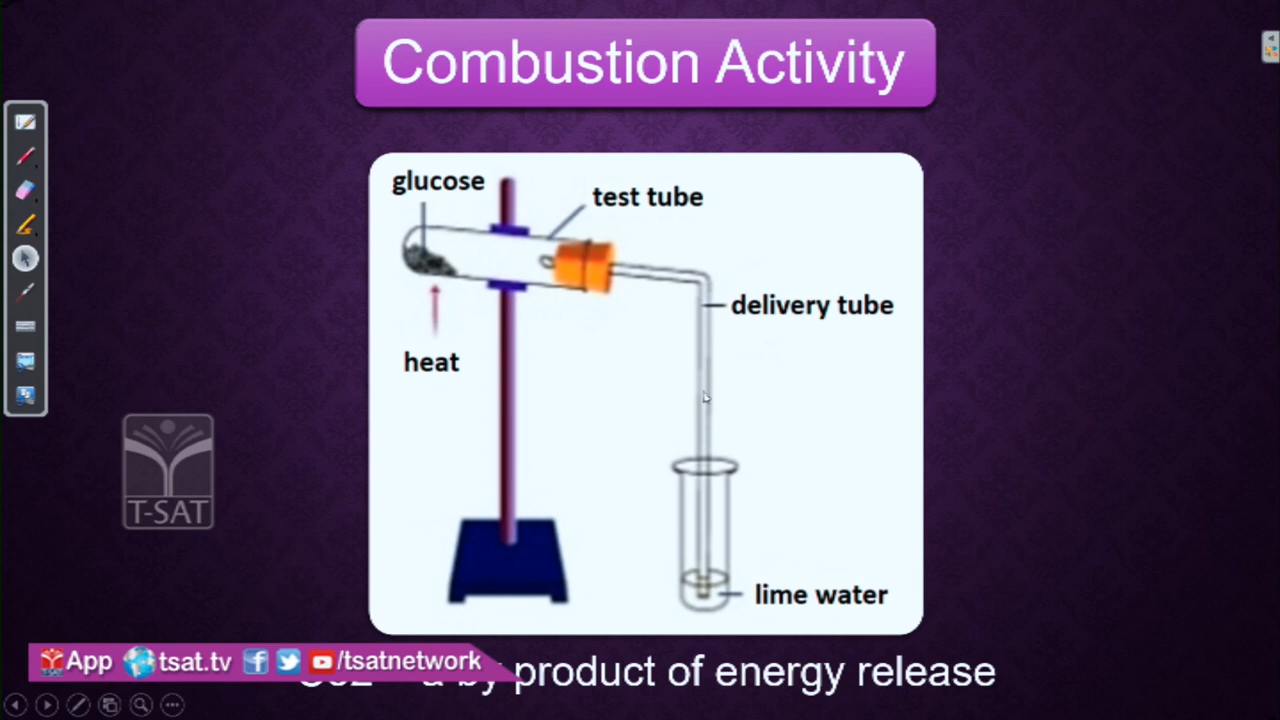 Combustion Activity
glucose
test tube
delivery tube
heat
lime water
T-SAT
App tsat.tv /tsatnetwork
by product of energy release